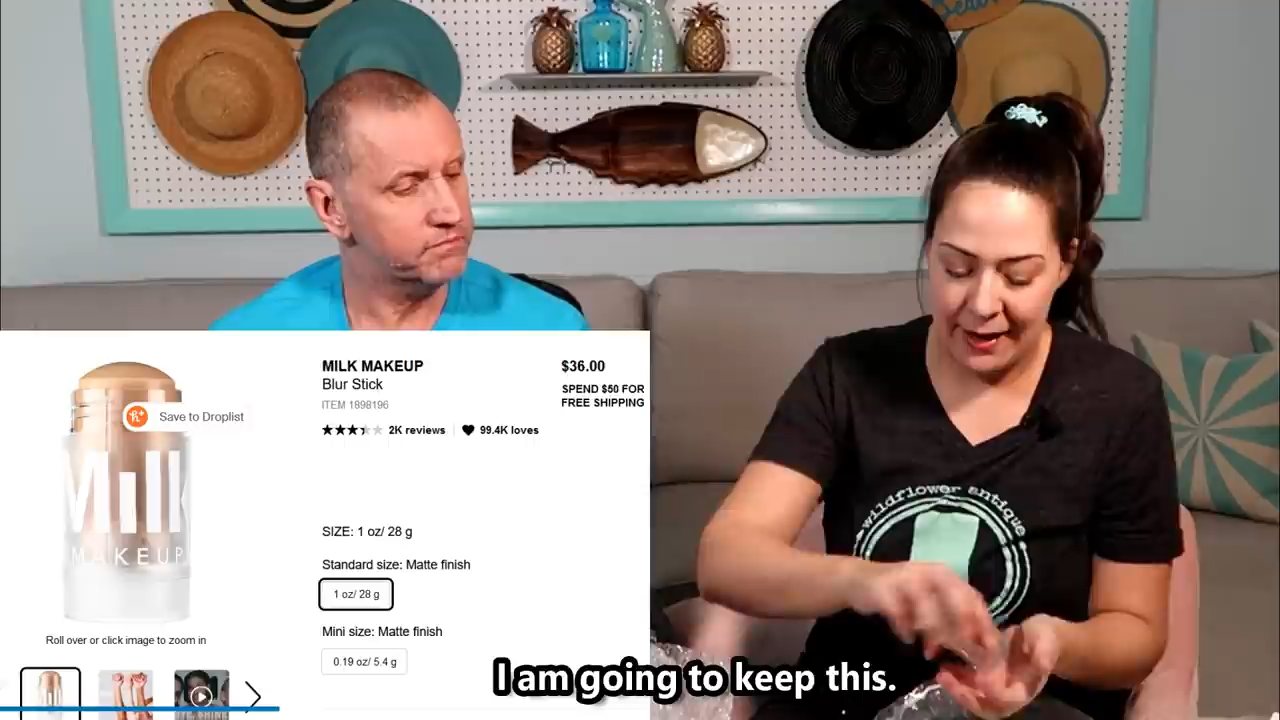 MILK MAKEUP
$36.00
Blur Stick
SPEND $50 FOR
FREE SHIPPING
ITEM 1898196
2K reviews
99.4K loves
Save to Droplist
Milk
MAKEUP
SIZE: 1 oz/ 28 g
Standard size: Matte finish
1 oz/ 28 g
Mini size: Matte finish
0.19 oz/ 5.4 g
Roll over or click image to zoom in
wildflower antique
I am going to keep this.